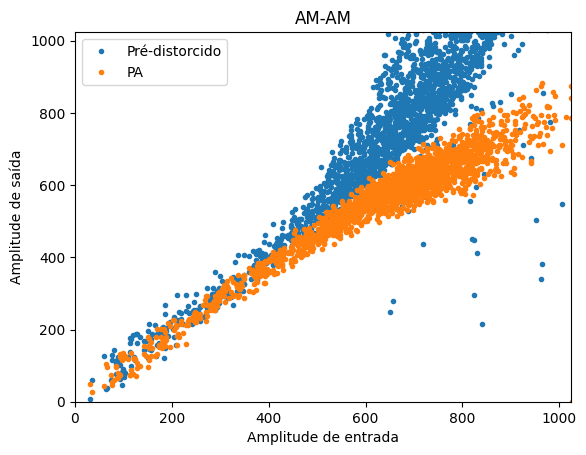 AM-AM
Pré-distorcido
PA
Amplitude de saída
1000
800
600
400
200
0
0 200 400 600 800 1000
Amplitude de entrada